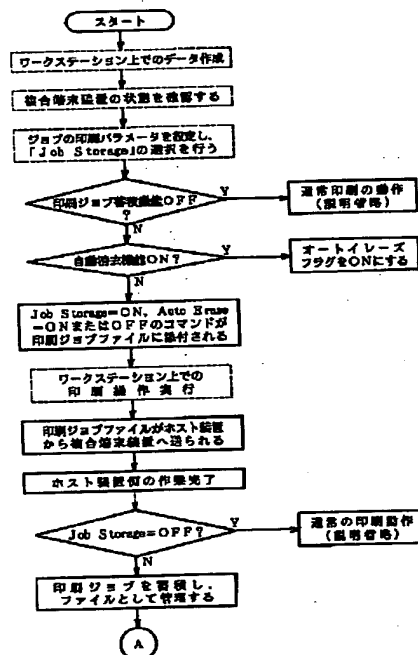 スタート
ワークステーション上でのデータ作成
複合端末装置の状態を確認する
ジョブの印刷パラメータを設定し、
「Job Storage」の選択を行う
印刷ジョブ蓄積機能OFF
?
Y
通常印刷の動作
(説明省略)
N
自動消去機能ON?
Y
オートイレーズ
フラグをONにする
N
Job Storage=ON、Auto Erase
=ONまたはOFFのコマンドが
印刷ジョブファイルに添付される
ワークステーション上での
印刷操作実行
印刷ジョブファイルがホスト装置
から複合端末装置へ送られる
ホスト装置側の作業完了
Job Storage=OFF?
Y
通常の印刷動作
(説明省略)
N
印刷ジョブを蓄積し、
ファイルとして管理する
A